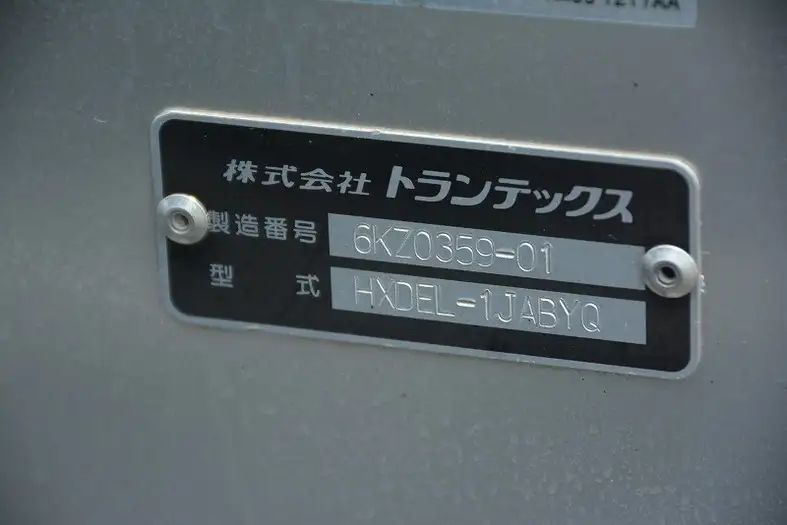 株式会社 トランテックス
製造番号 6KZ0359-01
型式 HXDEL-1JABYQ